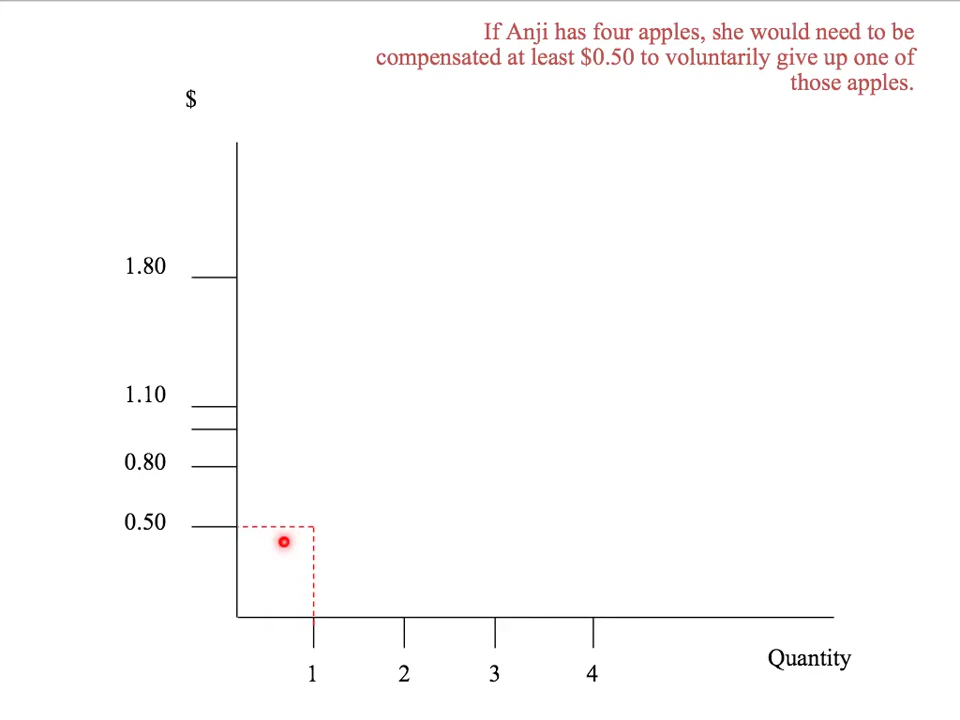 If Anji has four apples, she would need to be
compensated at least $0.50 to voluntarily give up one of
those apples.
$
1.80
1.10
0.80
0.50
1 2 3 4
Quantity